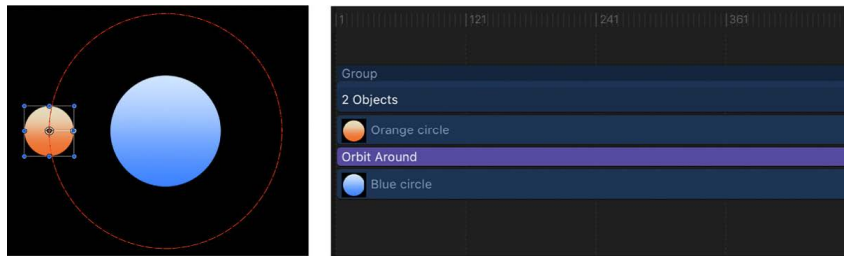 1 121 241 361
Group
2 Objects
Orange circle
Orbit Around
Blue circle